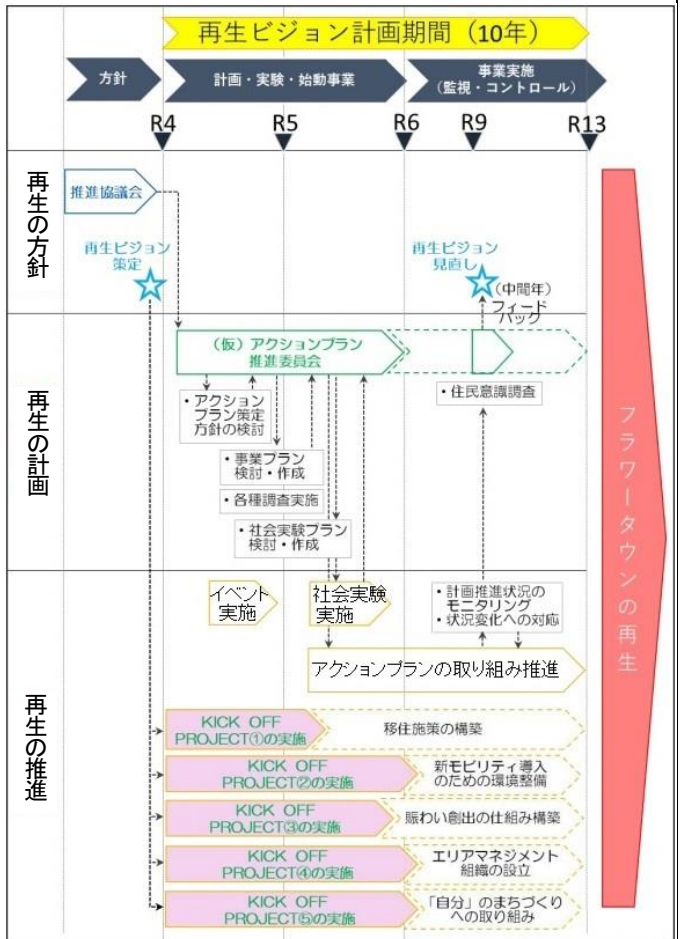 再生ビジョン計画期間（10年）
方針
計画・実験・始動事業
事業実施
（監視・コントロール）
R4
R5
R6
R9
R13
再生の方針
推進協議会
再生ビジョン
策定
再生ビジョン
見直し
（中間年）
フィード
バック
再生の計画
（仮）アクションプラン
推進委員会
・アクション
プラン策定
方針の検討
・事業プラン
検討・作成
・各種調査実施
・社会実験プラン
検討・作成
・住民意識調査
再生の推進
イベント
実施
社会実験
実施
・計画推進状況の
モニタリング
・状況変化への対応
アクションプランの取り組み推進
KICK OFF
PROJECT①の実施
移住施策の構築
KICK OFF
PROJECT②の実施
新モビリティ導入
のための環境整備
KICK OFF
PROJECT③の実施
賑わい創出の仕組み構築
KICK OFF
PROJECT④の実施
エリアマネジメント
組織の設立
KICK OFF
PROJECT⑤の実施
「自分」のまちづくり
への取り組み
フラワータウンの再生